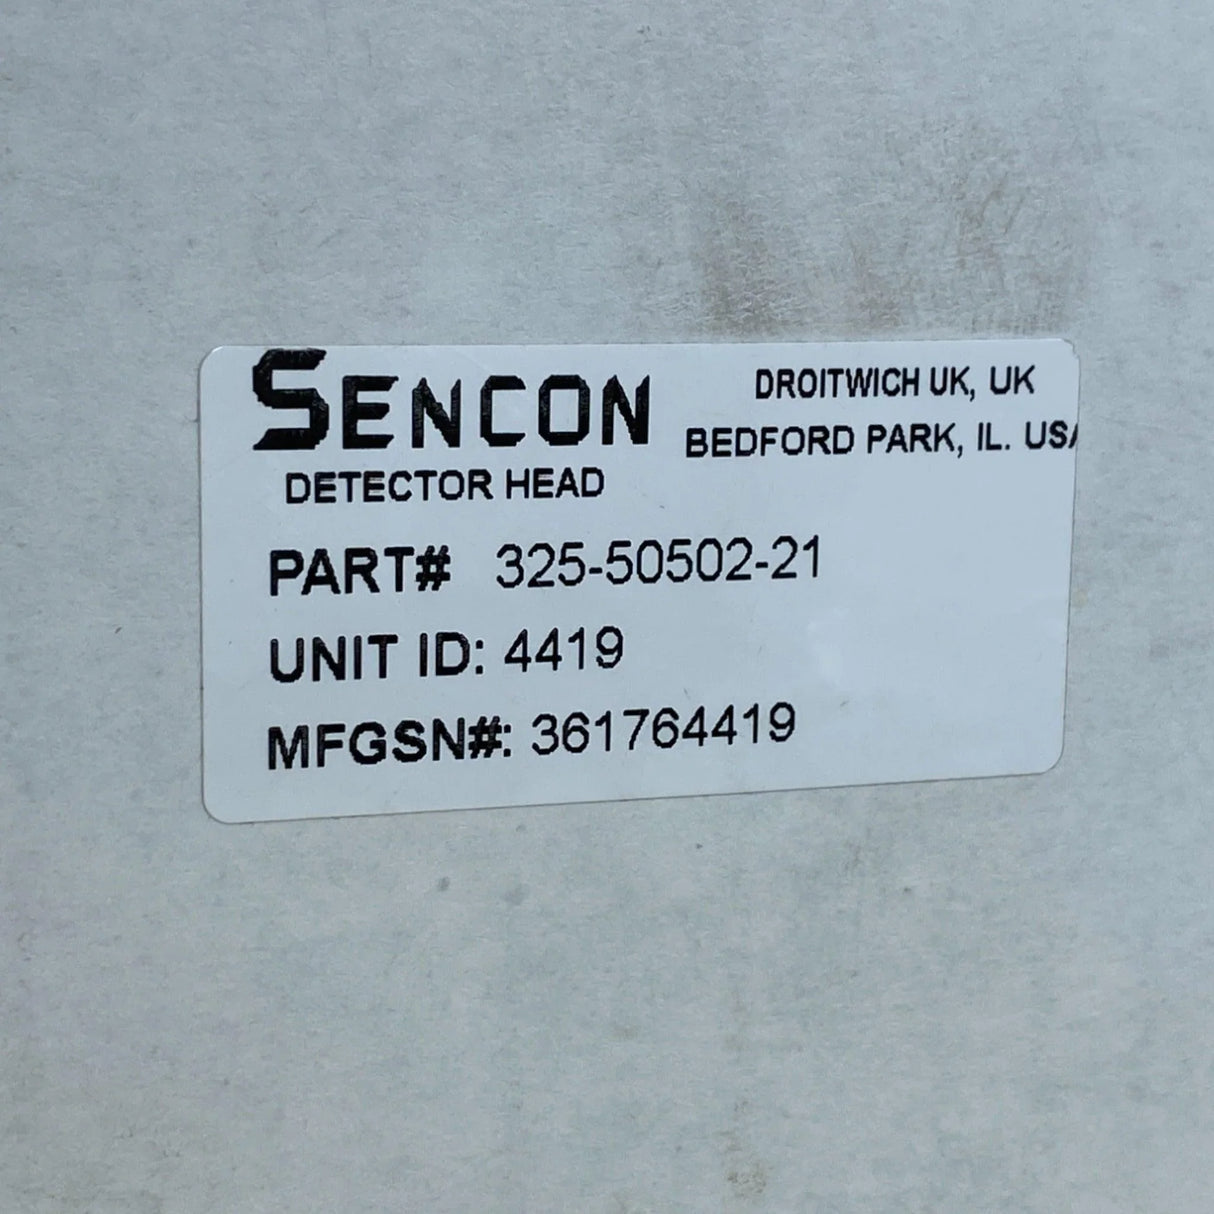 SENCON
DROITWICH UK, UK
BEDFORD PARK, IL. USA
DETECTOR HEAD
PART# 325-50502-21
UNIT ID: 4419
MFGSN#: 361764419